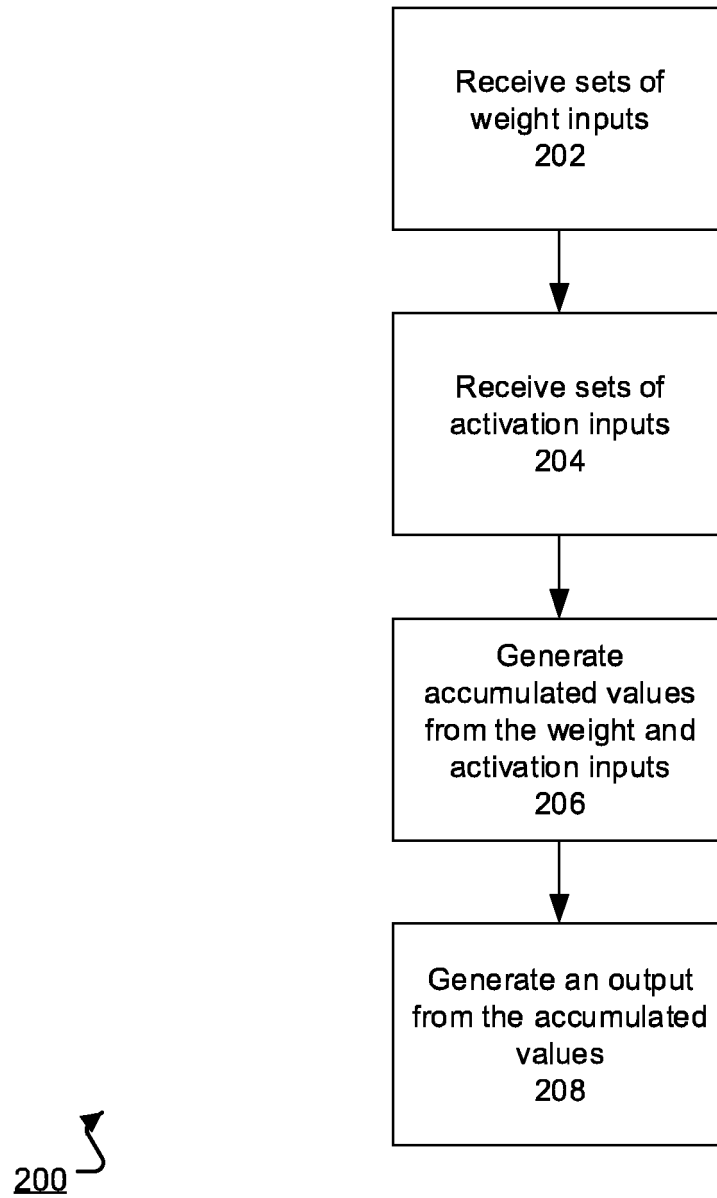 Receive sets of
weight inputs
202
Receive sets of
activation inputs
204
Generate
accumulated values
from the weight and
activation inputs
206
Generate an output
from the accumulated
values
208
200